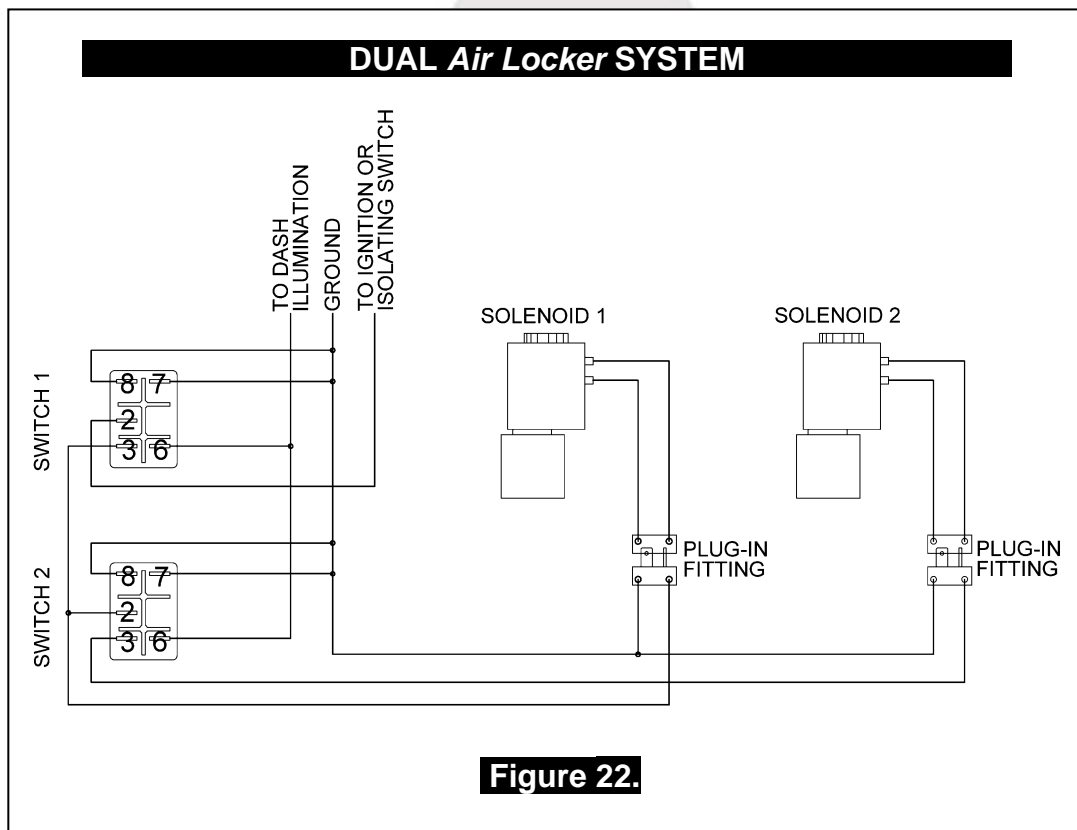 DUAL Air Locker SYSTEM
TO DASH
ILLUMINATION
GROUND
TO IGNITION OR
ISOLATING SWITCH
SOLENOID 1
SOLENOID 2
SWITCH 1
8 7
2
3 6
PLUG-IN
FITTING
PLUG-IN
FITTING
SWITCH 2
8 7
2
3 6
Figure 22.